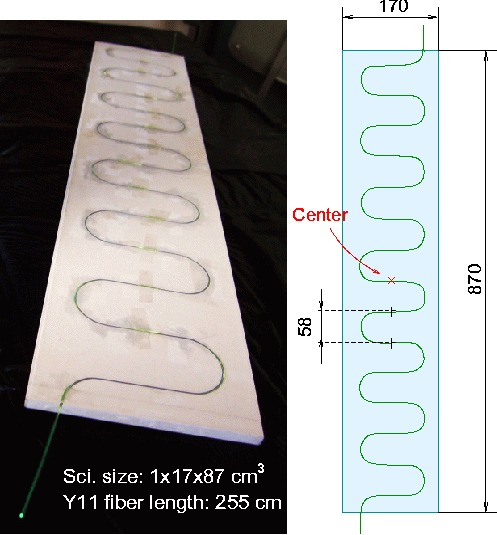 170
Center
870
58
Sci. size: 1x17x87 cm³
Y11 fiber length: 255 cm